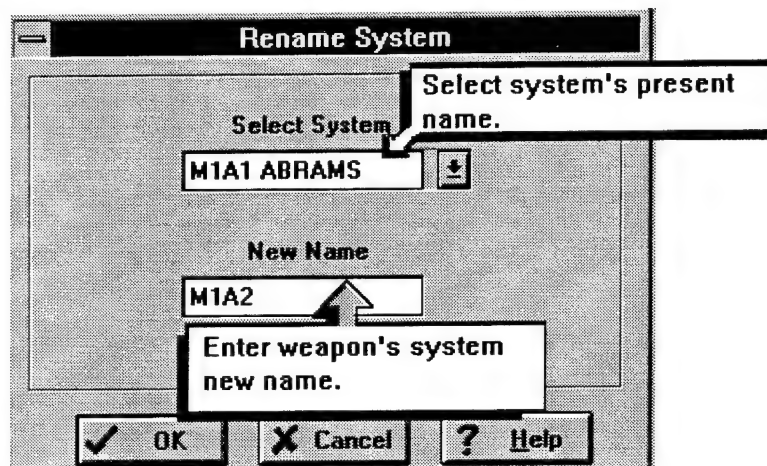 Rename System
Select system's present
name.
Select System
M1A1 ABRAMS
New Name
M1A2
Enter weapon's system
new name.
OK
Cancel
? Help